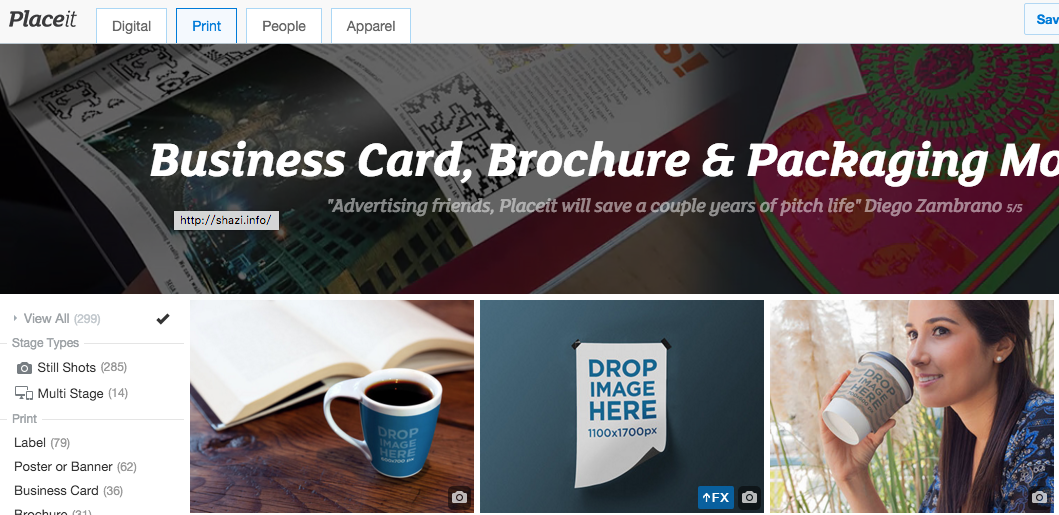 Placeit
Digital
Print
People
Apparel
Sav
Business Card, Brochure & Packaging Mo
"Advertising friends, Placeit will save a couple years of pitch life" Diego Zambrano 5/5
http://shazi.info/
View All (299)
Stage Types
Still Shots (285)
Multi Stage (14)
Print
Label (79)
Poster or Banner (62)
Business Card (36)
Brochure (31)
DROP
IMAGE
HERE
600x700 px
DROP
IMAGE
HERE
1100x1700px
FX
DROP
IMAGE
HERE